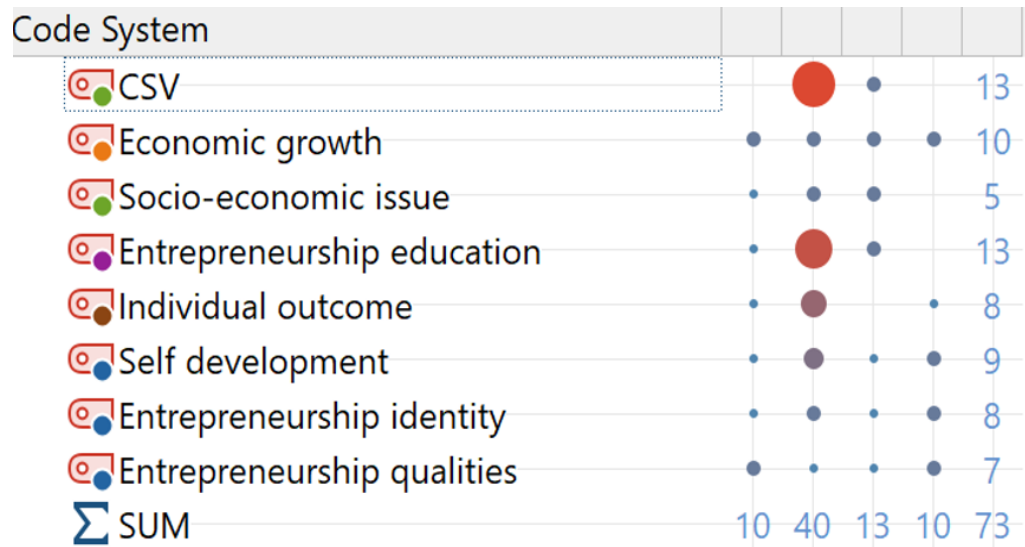 Code System
CSV 13
Economic growth 10
Socio-economic issue 5
Entrepreneurship education 13
Individual outcome 8
Self development 9
Entrepreneurship identity 8
Entrepreneurship qualities 7
Σ SUM 10 40 13 10 73